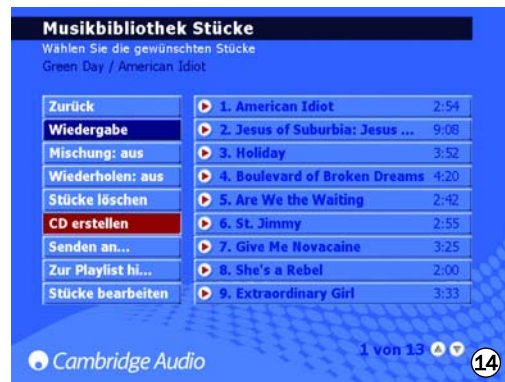 Musikbibliothek Stücke
Wählen Sie die gewünschten Stücke
Green Day / American Idiot
Zurück
Wiedergabe
Mischung: aus
Wiederholen: aus
Stücke löschen
CD erstellen
Senden an...
Zur Playlist hi...
Stücke bearbeiten
1. American Idiot 2:54
2. Jesus of Suburbia: Jesus ... 9:08
3. Holiday 3:52
4. Boulevard of Broken Dreams 4:20
5. Are We the Waiting 2:42
6. St. Jimmy 2:55
7. Give Me Novacaine 3:25
8. She's a Rebel 2:00
9. Extraordinary Girl 3:33
1 von 13
Cambridge Audio
14